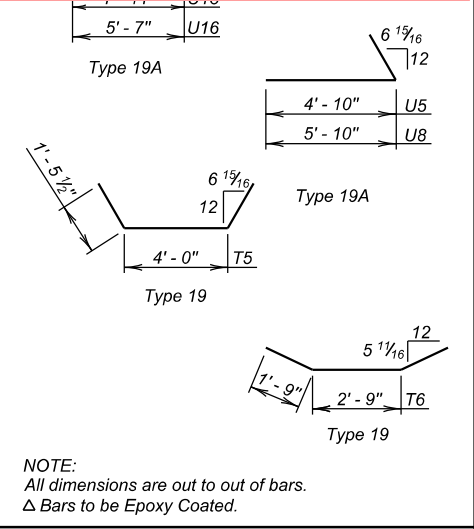 5' - 7" U16
Type 19A
6 15/16
12
4' - 10" U5
5' - 10" U8
Type 19A
1' - 5 1/2"
6 15/16
12
4' - 0" T5
Type 19
12
5 11/16
1' - 9"
2' - 9" T6
Type 19
NOTE:
All dimensions are out to out of bars.
Δ Bars to be Epoxy Coated.